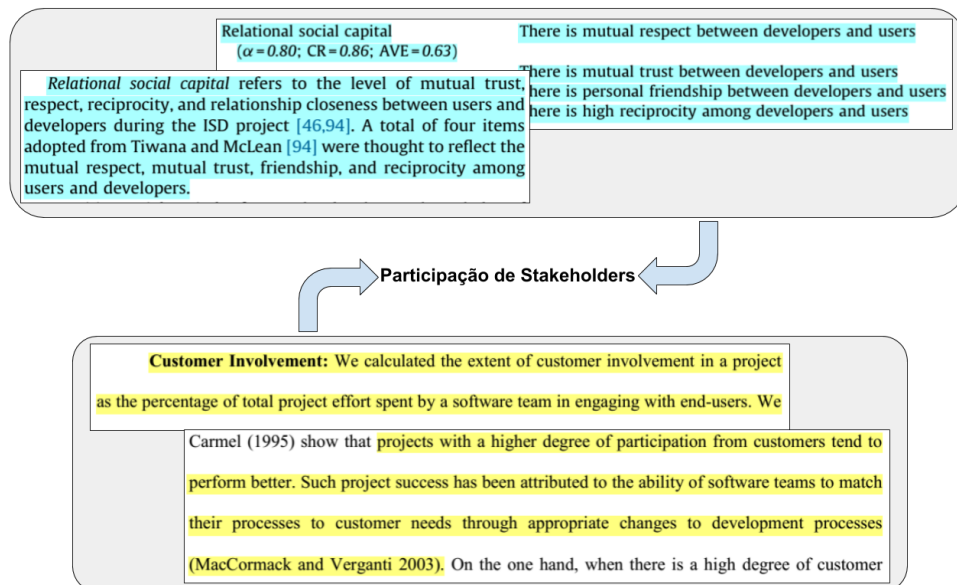 Relational social capital
(α = 0.80; CR = 0.86; AVE = 0.63)
There is mutual respect between developers and users
There is mutual trust between developers and users
There is personal friendship between developers and users
There is high reciprocity among developers and users
Relational social capital refers to the level of mutual trust,
respect, reciprocity, and relationship closeness between users and
developers during the ISD project [46,94]. A total of four items
adopted from Tiwana and McLean [94] were thought to reflect the
mutual respect, mutual trust, friendship, and reciprocity among
users and developers.
Participação de Stakeholders
Customer Involvement: We calculated the extent of customer involvement in a project
as the percentage of total project effort spent by a software team in engaging with end-users. We
Carmel (1995) show that projects with a higher degree of participation from customers tend to
perform better. Such project success has been attributed to the ability of software teams to match
their processes to customer needs through appropriate changes to development processes
(MacCormack and Verganti 2003). On the one hand, when there is a high degree of customer